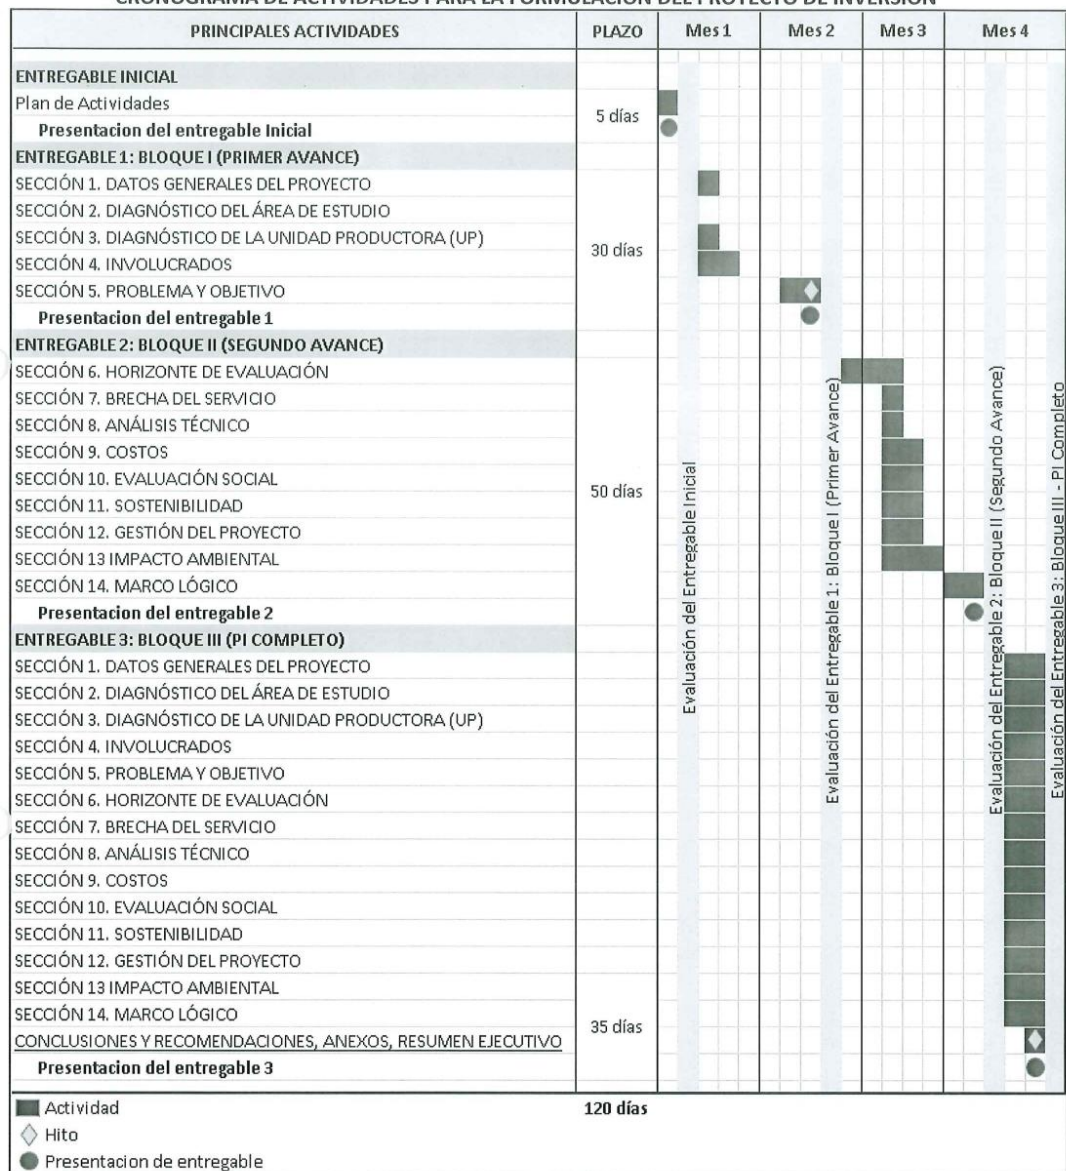 CRONOGRAMA DE ACTIVIDADES PARA LA FORMULACIÓN DEL PROYECTO DE INVERSIÓN
PRINCIPALES ACTIVIDADES PLAZO Mes 1 Mes 2 Mes 3 Mes 4
ENTREGABLE INICIAL
Plan de Actividades
5 días
Presentacion del entregable Inicial
ENTREGABLE 1: BLOQUE I (PRIMER AVANCE)
SECCIÓN 1. DATOS GENERALES DEL PROYECTO
SECCIÓN 2. DIAGNÓSTICO DEL ÁREA DE ESTUDIO
SECCIÓN 3. DIAGNÓSTICO DE LA UNIDAD PRODUCTORA (UP)
30 días
SECCIÓN 4. INVOLUCRADOS
SECCIÓN 5. PROBLEMA Y OBJETIVO
Presentacion del entregable 1
ENTREGABLE 2: BLOQUE II (SEGUNDO AVANCE)
SECCIÓN 6. HORIZONTE DE EVALUACIÓN
SECCIÓN 7. BRECHA DEL SERVICIO
SECCIÓN 8. ANÁLISIS TÉCNICO
SECCIÓN 9. COSTOS
SECCIÓN 10. EVALUACIÓN SOCIAL
50 días
SECCIÓN 11. SOSTENIBILIDAD
SECCIÓN 12. GESTIÓN DEL PROYECTO
SECCIÓN 13 IMPACTO AMBIENTAL
SECCIÓN 14. MARCO LÓGICO
Presentacion del entregable 2
ENTREGABLE 3: BLOQUE III (PI COMPLETO)
SECCIÓN 1. DATOS GENERALES DEL PROYECTO
SECCIÓN 2. DIAGNÓSTICO DEL ÁREA DE ESTUDIO
SECCIÓN 3. DIAGNÓSTICO DE LA UNIDAD PRODUCTORA (UP)
SECCIÓN 4. INVOLUCRADOS
SECCIÓN 5. PROBLEMA Y OBJETIVO
SECCIÓN 6. HORIZONTE DE EVALUACIÓN
SECCIÓN 7. BRECHA DEL SERVICIO
SECCIÓN 8. ANÁLISIS TÉCNICO
SECCIÓN 9. COSTOS
SECCIÓN 10. EVALUACIÓN SOCIAL
SECCIÓN 11. SOSTENIBILIDAD
SECCIÓN 12. GESTIÓN DEL PROYECTO
SECCIÓN 13 IMPACTO AMBIENTAL
SECCIÓN 14. MARCO LÓGICO
35 días
CONCLUSIONES Y RECOMENDACIONES, ANEXOS, RESUMEN EJECUTIVO
Presentacion del entregable 3
Evaluación del Entregable Inicial
Evaluación del Entregable 1: Bloque I (Primer Avance)
Evaluación del Entregable 2: Bloque II (Segundo Avance)
Evaluación del Entregable 3: Bloque III - PI Completo
Actividad 120 días
Hito
Presentacion de entregable